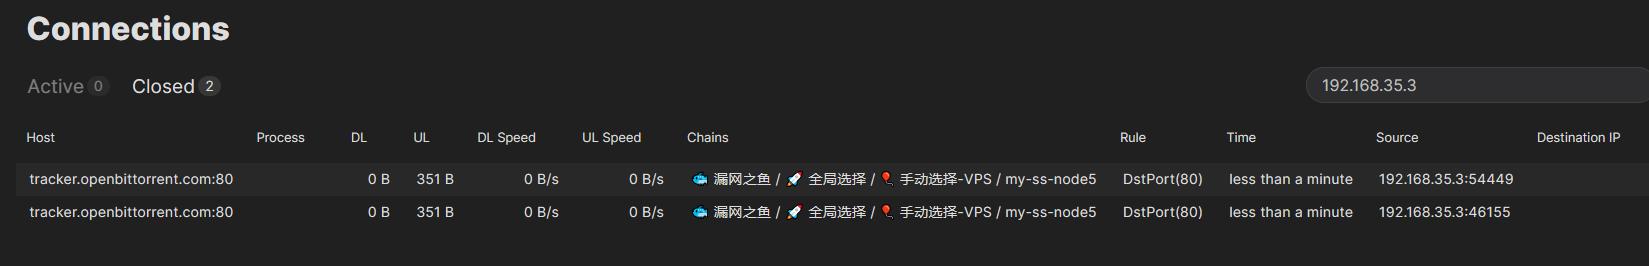 Connections
Active 0 Closed 2 192.168.35.3
Host Process DL UL DL Speed UL Speed Chains Rule Time Source Destination IP
tracker.openbittorrent.com:80 0 B 351 B 0 B/s 0 B/s 🐟 漏网之鱼 / 🚀 全局选择 / 🎈 手动选择-VPS / my-ss-node5 DstPort(80) less than a minute 192.168.35.3:54449
tracker.openbittorrent.com:80 0 B 351 B 0 B/s 0 B/s 🐟 漏网之鱼 / 🚀 全局选择 / 🎈 手动选择-VPS / my-ss-node5 DstPort(80) less than a minute 192.168.35.3:46155